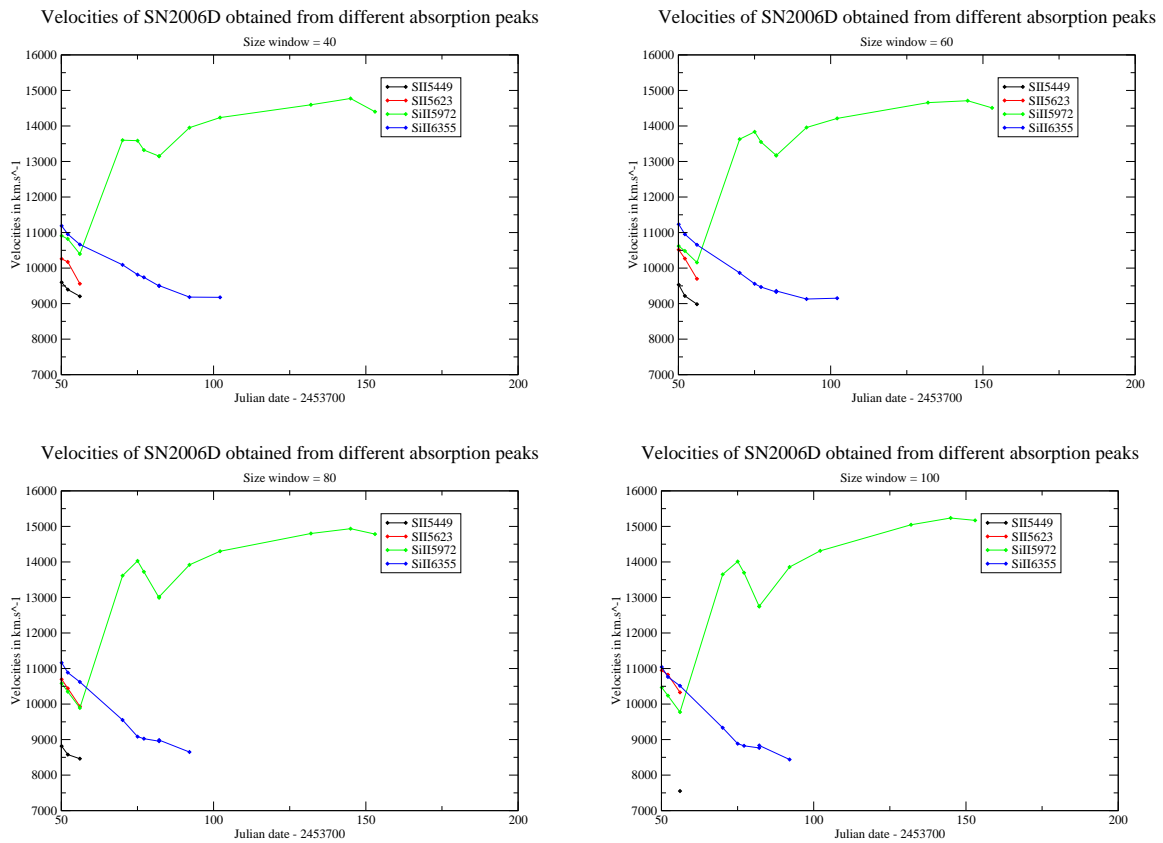 Velocities of SN2006D obtained from different absorption peaks
Size window = 40
16000
15000
14000
13000
12000
11000
10000
9000
8000
7000
50
100
150
200
Velocities in km.s^-1
Julian date - 2453700
SII5449
SII5623
SiII5972
SiII6355
Velocities of SN2006D obtained from different absorption peaks
Size window = 60
16000
15000
14000
13000
12000
11000
10000
9000
8000
7000
50
100
150
200
Velocities in km.s^-1
Julian date - 2453700
SII5449
SII5623
SiII5972
SiII6355
Velocities of SN2006D obtained from different absorption peaks
Size window = 80
16000
15000
14000
13000
12000
11000
10000
9000
8000
7000
50
100
150
200
Velocities in km.s^-1
Julian date - 2453700
SII5449
SII5623
SiII5972
SiII6355
Velocities of SN2006D obtained from different absorption peaks
Size window = 100
16000
15000
14000
13000
12000
11000
10000
9000
8000
7000
50
100
150
200
Velocities in km.s^-1
Julian date - 2453700
SII5449
SII5623
SiII5972
SiII6355